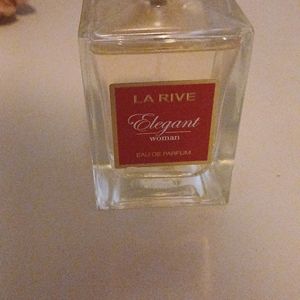 LA RIVE
Elegant
woman
EAU DE PARFUM